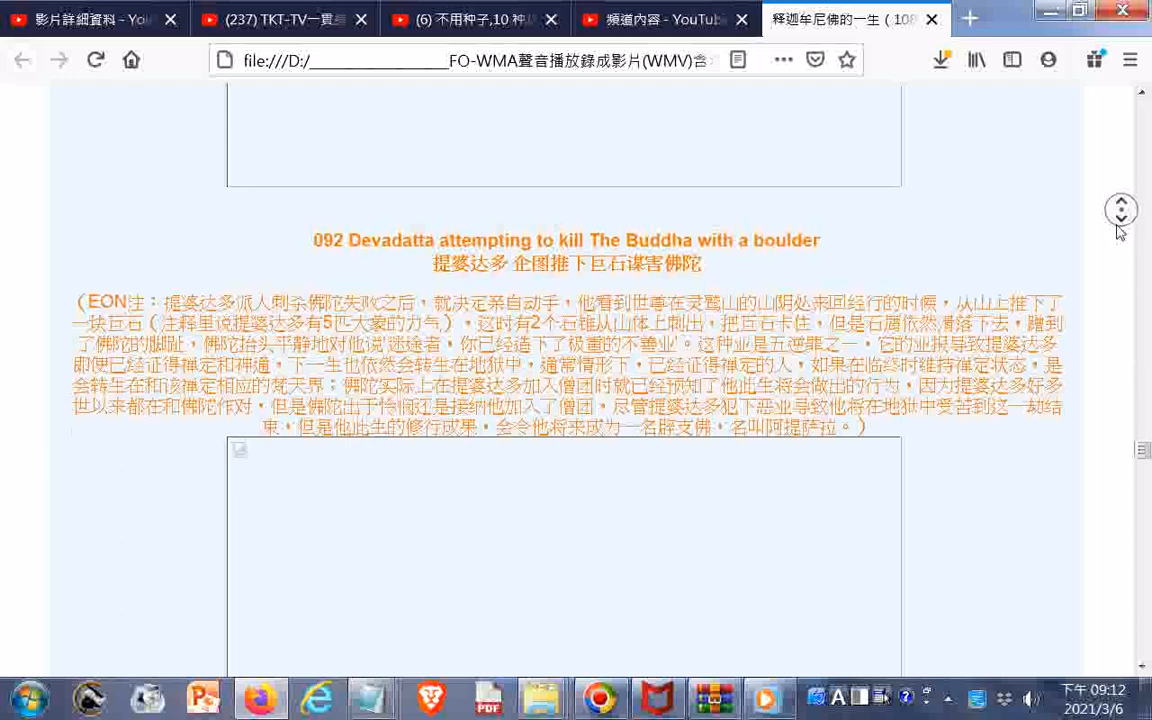 影片詳細資料 - You
(237) TKT-TV一貫
(6) 不用种子,10 种
頻道內容 - YouTub
释迦牟尼佛的一生（108
file:///D:/________________FO-WMA聲音播放錄成影片(WMV)含
092 Devadatta attempting to kill The Buddha with a boulder
提婆达多 企图推下巨石谋害佛陀
（EON注：提婆达多派人刺杀佛陀失败之后，就决定亲自动手，他看到世尊在灵鹫山的山阴处来回经行的时候，从山上推下了
一块巨石（注释里说提婆达多有5匹大象的力气），这时有2个石锥从山体上刺出，把巨石卡住，但是石屑依然滑落下去，蹭到
了佛陀的脚趾，佛陀抬头平静地对他说'迷途者，你已经造下了极重的不善业'。这种业是五逆罪之一，它的业报导致提婆达多
即便已经证得禅定和神通，下一生也依然会转生在地狱中，通常情形下，已经证得禅定的人，如果在临终时维持禅定状态，是
会转生在和该禅定相应的梵天界；佛陀实际上在提婆达多加入僧团时就已经预知了他此生将会做出的行为，因为提婆达多好多
世以来都在和佛陀作对，但是佛陀出于怜悯还是接纳他加入了僧团，尽管提婆达多犯下恶业导致他将在地狱中受苦到这一劫结
束，但是他此生的修行成果，会令他将来成为一名辟支佛，名叫阿提萨拉。）
下午 09:12
2021/3/6